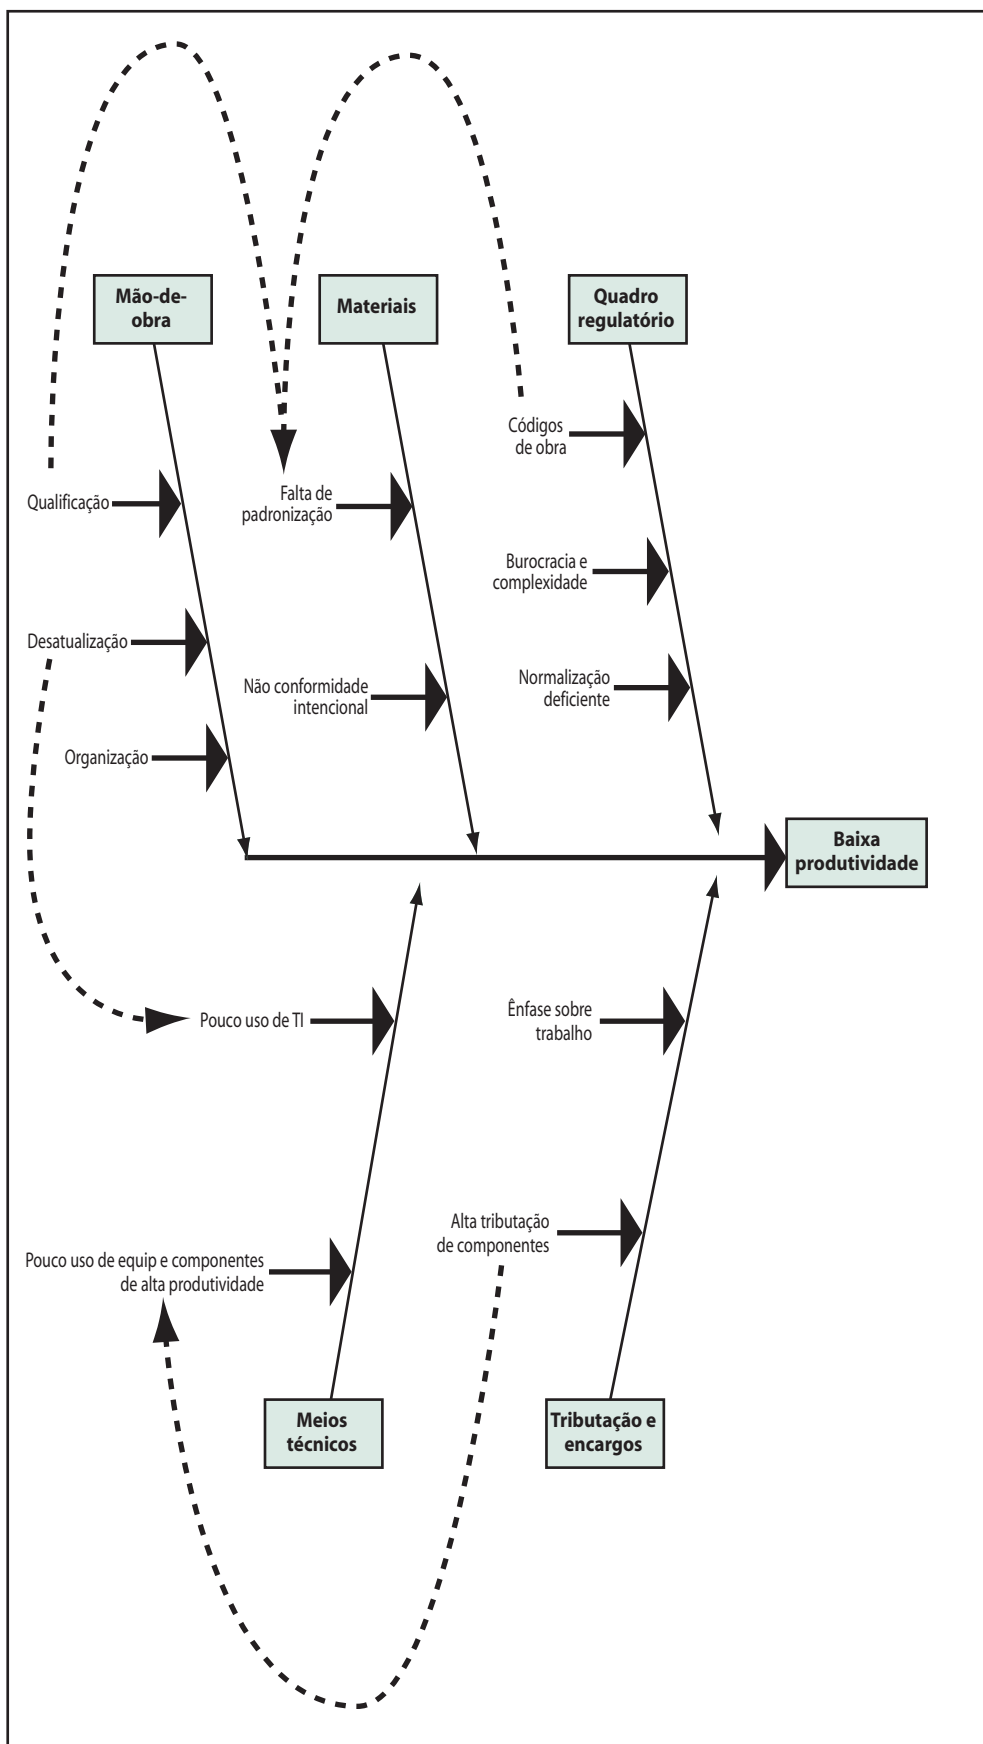 Mão-de-
obra
Materiais
Quadro
regulatório
Códigos
de obra
Qualificação
Falta de
padronização
Burocracia e
complexidade
Desatualização
Não conformidade
intencional
Normalização
deficiente
Organização
Baixa
produtividade
Pouco uso de TI
Ênfase sobre
trabalho
Alta tributação
de componentes
Pouco uso de equip e componentes
de alta produtividade
Meios
técnicos
Tributação e
encargos